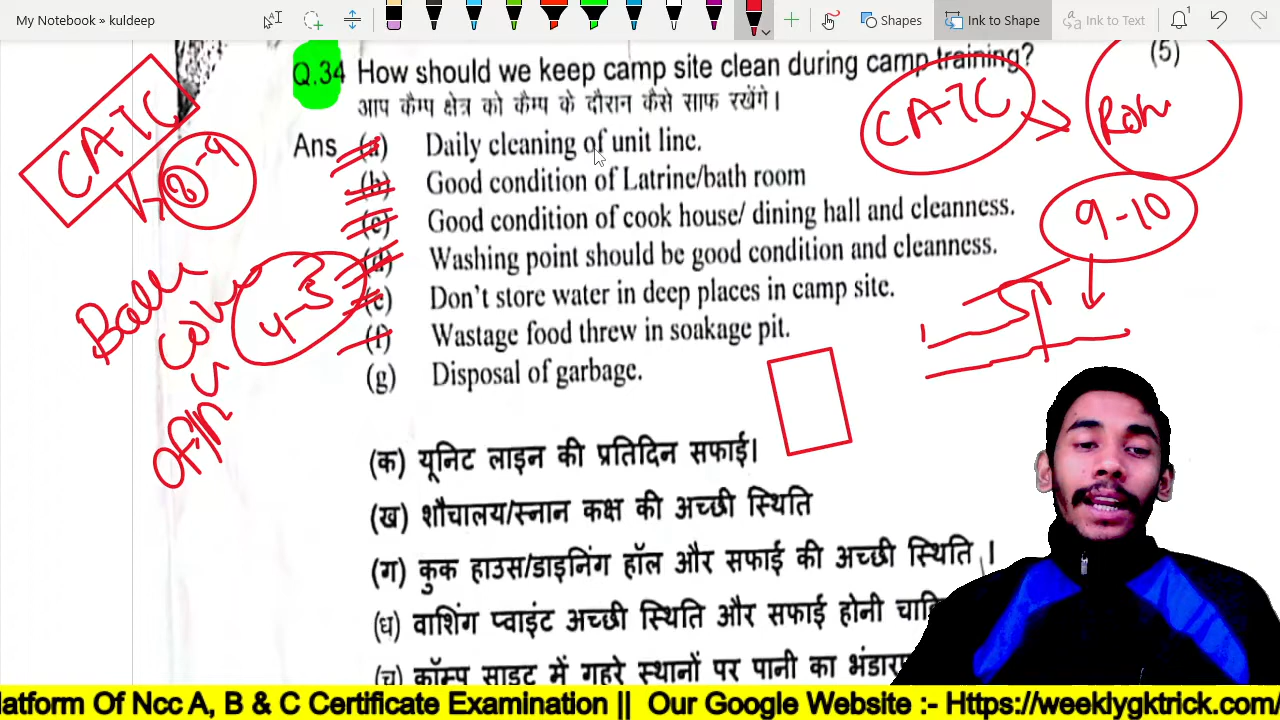 My Notebook » kuldeep
Shapes
Ink to Shape
Ink to Text
Q.34 How should we keep camp site clean during camp training? (5)
आप कैम्प क्षेत्र को कैम्प के दौरान कैसे साफ रखेंगे।
Ans (a) Daily cleaning of unit line.
(b) Good condition of Latrine/bath room
(c) Good condition of cook house/ dining hall and cleanness.
(d) Washing point should be good condition and cleanness.
(e) Don't store water in deep places in camp site.
(f) Wastage food threw in soakage pit.
(g) Disposal of garbage.
(क) यूनिट लाइन की प्रतिदिन सफाई।
(ख) शौचालय/स्नान कक्ष की अच्छी स्थिति
(ग) कुक हाउस/डाइनिंग हॉल और सफाई की अच्छी स्थिति ।
(ध) वाशिंग प्वाइंट अच्छी स्थिति और सफाई होनी
(च) कॉम्प साइट में गहरे स्थानों पर पानी का
CATC
CATC
9-10
latform Of Ncc A, B & C Certificate Examination || Our Google Website :- Https://weeklygktrick.com/